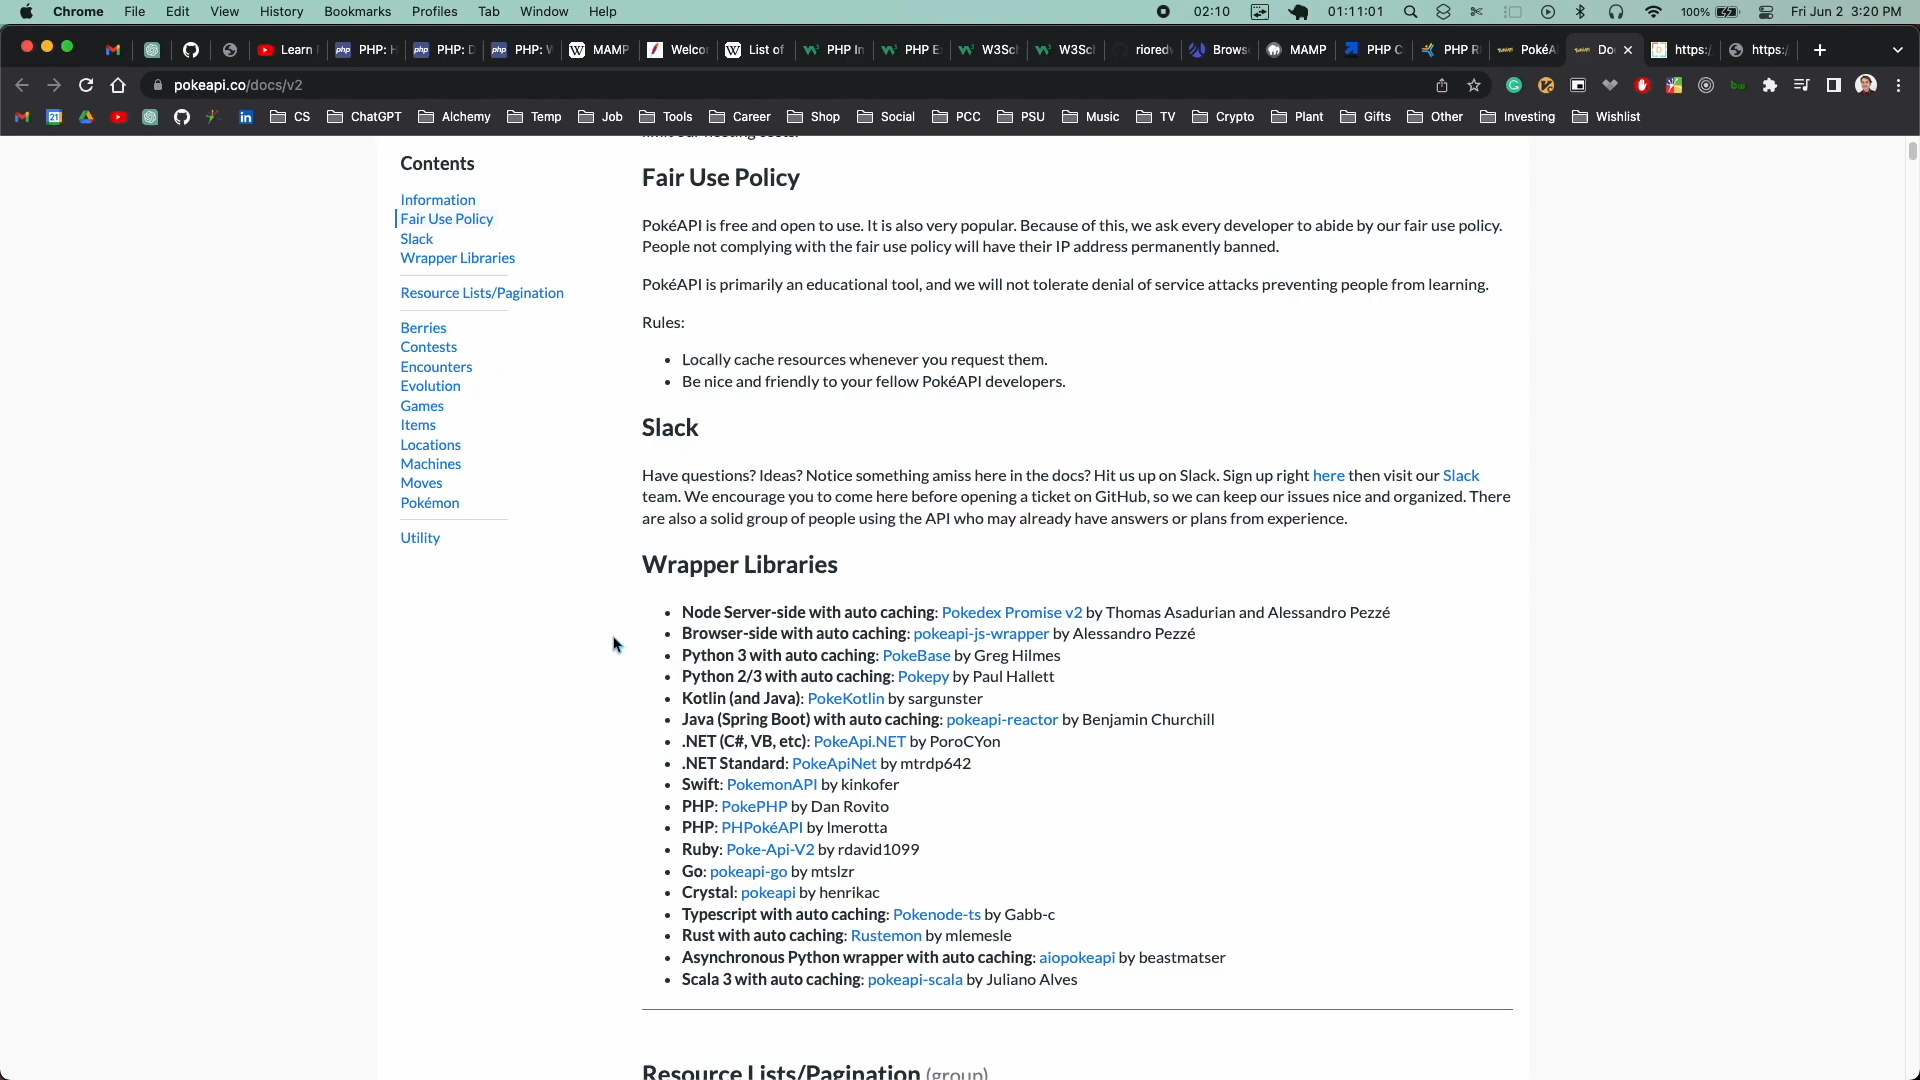 Chrome File Edit View History Bookmarks Profiles Tab Window Help 02:10 01:11:01 100% Fri Jun 2 3:20 PM
Learn PHP: H PHP: D PHP: W MAMP Welco List of PHP In PHP E W3Sc W3Sc riored Brows MAMP PHP C PHP R PokéA Do https:/ https:/
pokeapi.co/docs/v2
CS ChatGPT Alchemy Temp Job Tools Career Shop Social PCC PSU Music TV Crypto Plant Gifts Other Investing Wishlist
limit our hosting costs.
Contents
Information
Fair Use Policy
Slack
Wrapper Libraries
Resource Lists/Pagination
Berries
Contests
Encounters
Evolution
Games
Items
Locations
Machines
Moves
Pokémon
Utility
Fair Use Policy
PokéAPI is free and open to use. It is also very popular. Because of this, we ask every developer to abide by our fair use policy.
People not complying with the fair use policy will have their IP address permanently banned.
PokéAPI is primarily an educational tool, and we will not tolerate denial of service attacks preventing people from learning.
Rules:
• Locally cache resources whenever you request them.
• Be nice and friendly to your fellow PokéAPI developers.
Slack
Have questions? Ideas? Notice something amiss here in the docs? Hit us up on Slack. Sign up right here then visit our Slack
team. We encourage you to come here before opening a ticket on GitHub, so we can keep our issues nice and organized. There
are also a solid group of people using the API who may already have answers or plans from experience.
Wrapper Libraries
• Node Server-side with auto caching: Pokedex Promise v2 by Thomas Asadurian and Alessandro Pezzé
• Browser-side with auto caching: pokeapi-js-wrapper by Alessandro Pezzé
• Python 3 with auto caching: PokeBase by Greg Hilmes
• Python 2/3 with auto caching: Pokepy by Paul Hallett
• Kotlin (and Java): PokeKotlin by sargunster
• Java (Spring Boot) with auto caching: pokeapi-reactor by Benjamin Churchill
• .NET (C#, VB, etc): PokeApi.NET by PoroCYon
• .NET Standard: PokeApiNet by mtrdp642
• Swift: PokemonAPI by kinkofer
• PHP: PokePHP by Dan Rovito
• PHP: PHPokéAPI by lmerotta
• Ruby: Poke-Api-V2 by rdavid1099
• Go: pokeapi-go by mtslzr
• Crystal: pokeapi by henrikac
• Typescript with auto caching: Pokenode-ts by Gabb-c
• Rust with auto caching: Rustemon by mlemesle
• Asynchronous Python wrapper with auto caching: aiopokeapi by beastmatser
• Scala 3 with auto caching: pokeapi-scala by Juliano Alves
Resource Lists/Pagination (group)